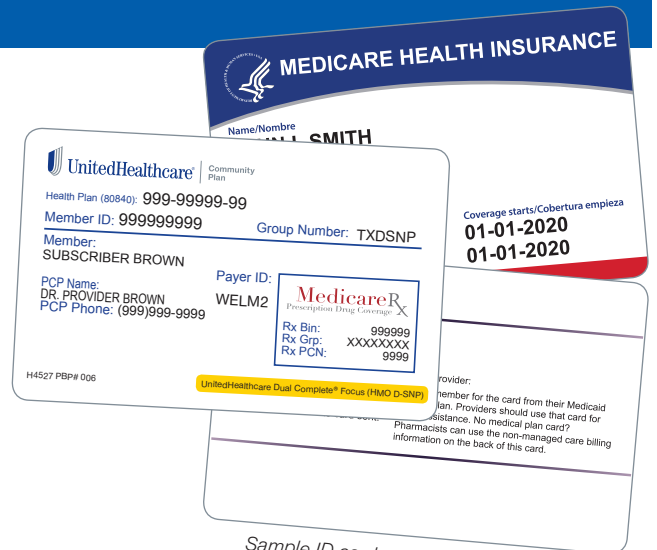 MEDICARE HEALTH INSURANCE
Name/Nombre
SMITH
Coverage starts/Cobertura empieza
01-01-2020
01-01-2020
UnitedHealthcare® Community
Plan
Health Plan (80840): 999-99999-99
Member ID: 999999999 Group Number: TXDSNP
Member:
SUBSCRIBER BROWN
PCP Name:
DR. PROVIDER BROWN
PCP Phone: (999)999-9999
Payer ID:
WELM2
MedicareRx
Prescription Drug Coverage
Rx Bin: 999999
Rx Grp: XXXXXXXX
Rx PCN: 9999
H4527 PBP# 006
UnitedHealthcare Dual Complete® Focus (HMO D-SNP)
for the card from their Medicaid
Providers should use that card for
No medical plan card?
Pharmacists can use the non-managed care billing
information on the back of this card.
Sample ID